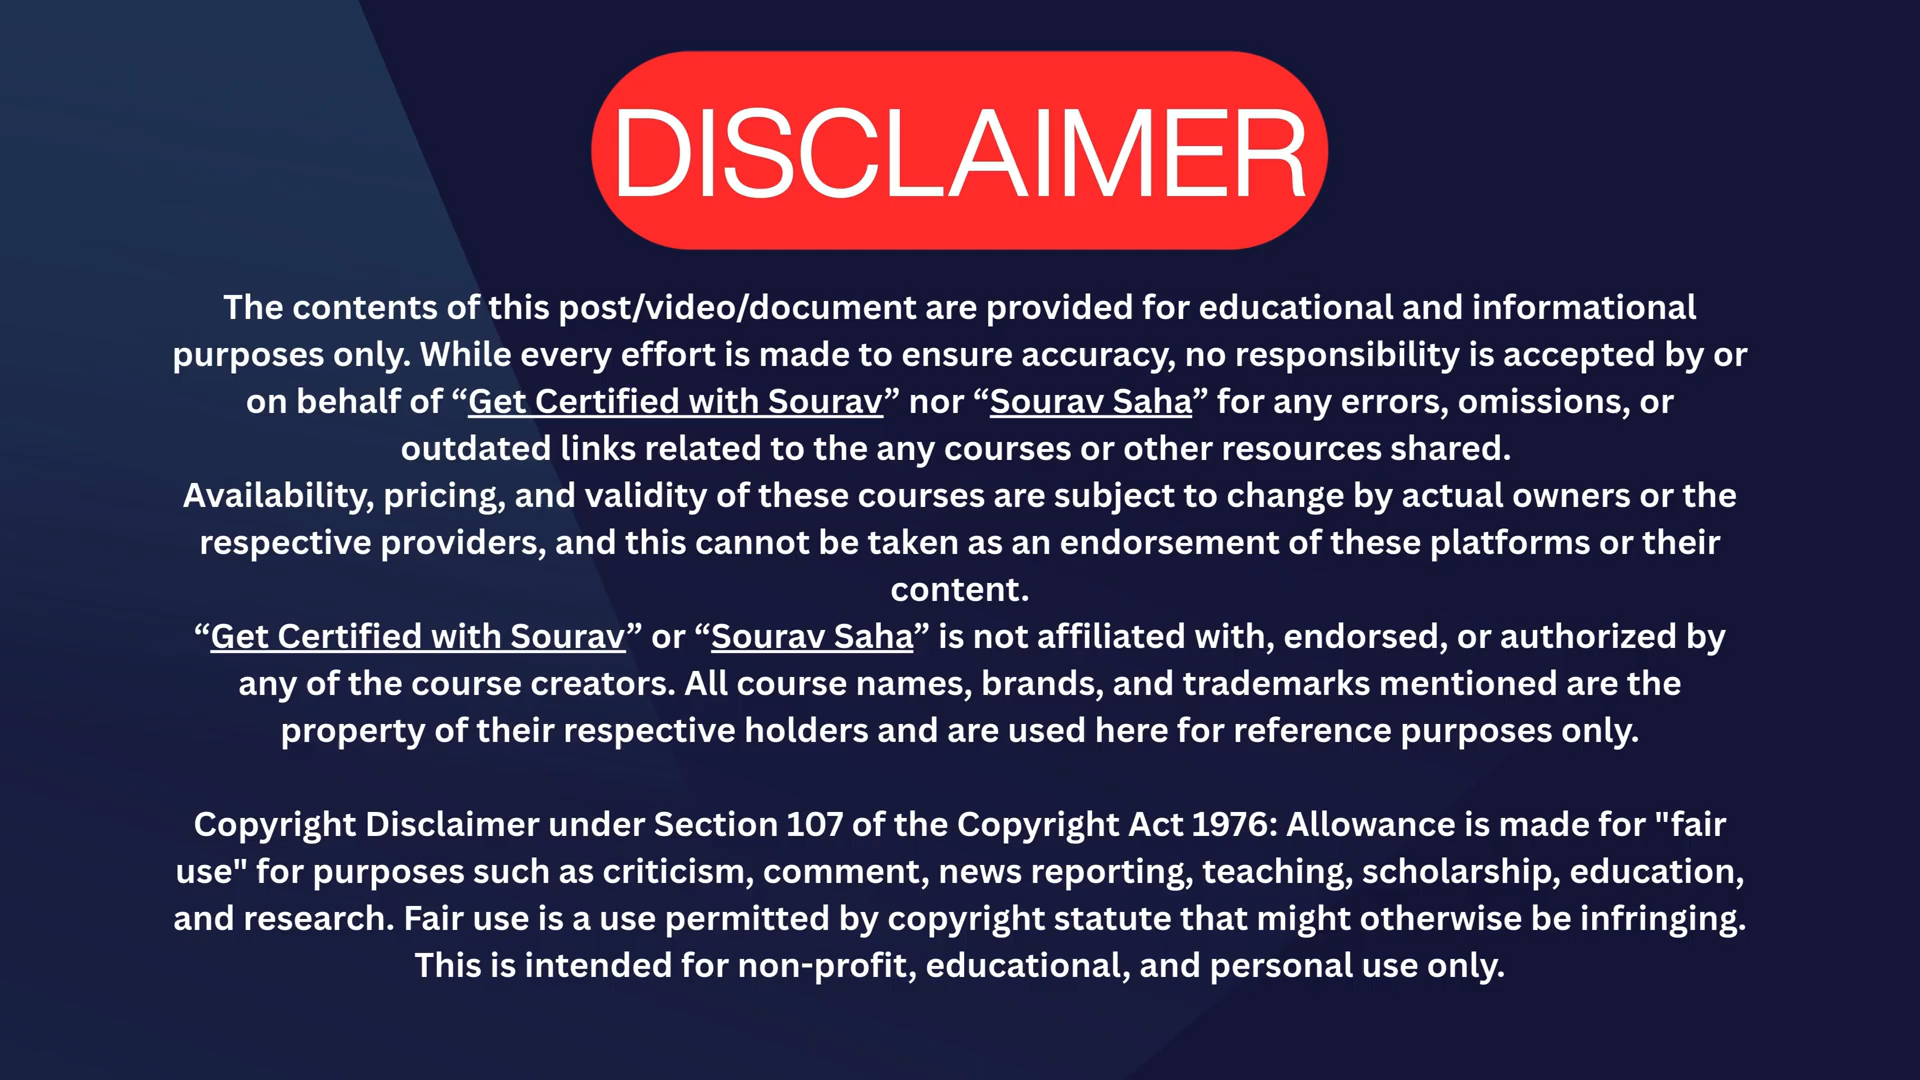 DISCLAIMER
The contents of this post/video/document are provided for educational and informational
purposes only. While every effort is made to ensure accuracy, no responsibility is accepted by or
on behalf of “Get Certified with Sourav” nor “Sourav Saha” for any errors, omissions, or
outdated links related to the any courses or other resources shared.
Availability, pricing, and validity of these courses are subject to change by actual owners or the
respective providers, and this cannot be taken as an endorsement of these platforms or their
content.
“Get Certified with Sourav” or “Sourav Saha” is not affiliated with, endorsed, or authorized by
any of the course creators. All course names, brands, and trademarks mentioned are the
property of their respective holders and are used here for reference purposes only.
Copyright Disclaimer under Section 107 of the Copyright Act 1976: Allowance is made for "fair
use" for purposes such as criticism, comment, news reporting, teaching, scholarship, education,
and research. Fair use is a use permitted by copyright statute that might otherwise be infringing.
This is intended for non-profit, educational, and personal use only.